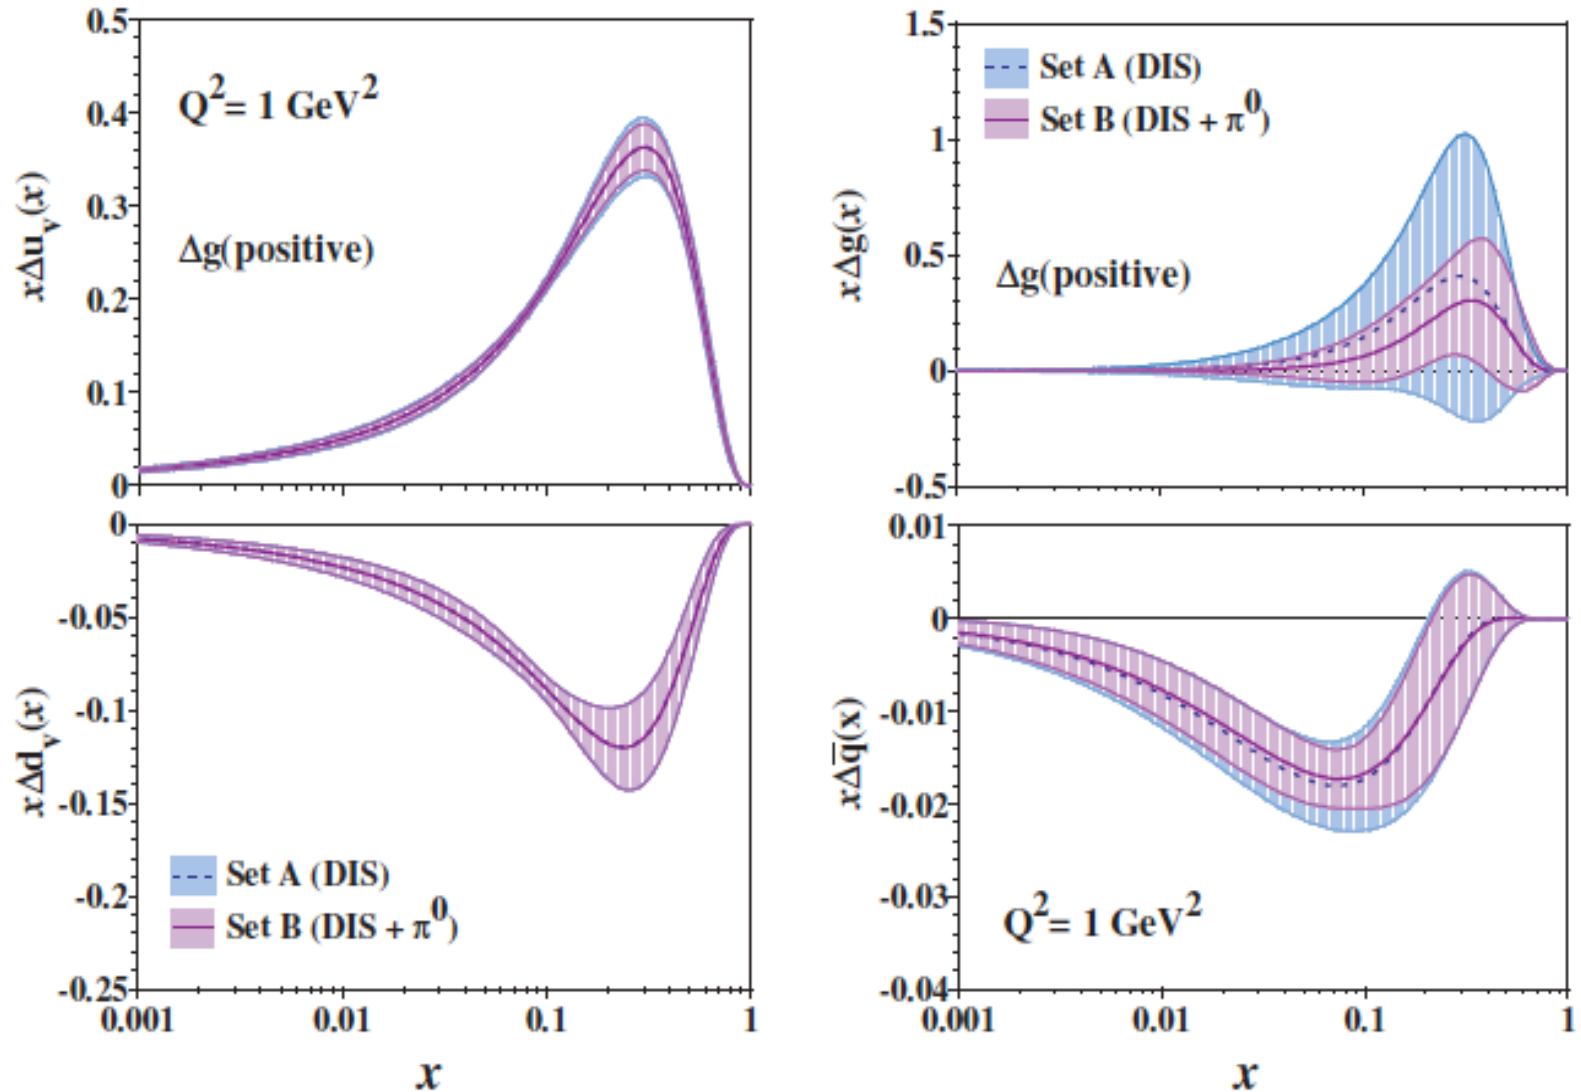 0.5
Q²= 1 GeV²
0.4
0.3
Δg(positive)
0.2
0.1
0
xΔu_v(x)
1.5
Set A (DIS)
Set B (DIS + π⁰)
1
0.5
Δg(positive)
0
-0.5
xΔg(x)
0
-0.05
-0.1
-0.15
-0.2
-0.25
xΔd_v(x)
Set A (DIS)
Set B (DIS + π⁰)
0.001 0.01 0.1 1
x
0.01
0
-0.01
-0.02
-0.03
-0.04
xΔq̅(x)
Q²= 1 GeV²
0.001 0.01 0.1 1
x